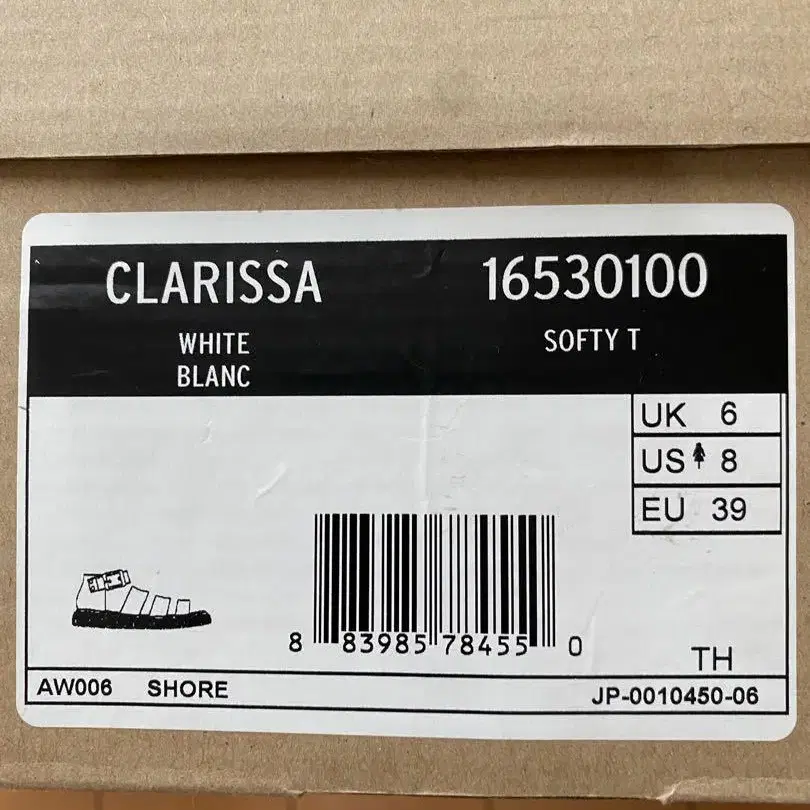 CLARISSA 16530100
WHITE SOFTY T
BLANC
UK 6
US 8
EU 39
8 83985 78455 0
TH
AW006 SHORE JP-0010450-06